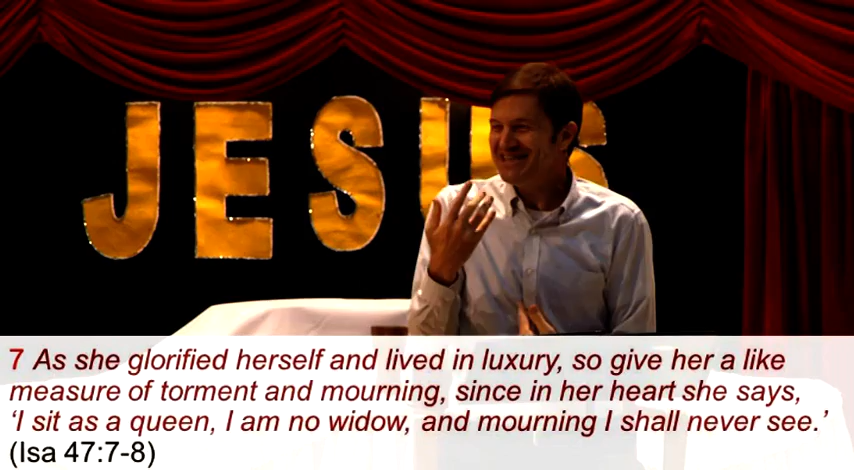 JESUS
7 As she glorified herself and lived in luxury, so give her a like
measure of torment and mourning, since in her heart she says,
‘I sit as a queen, I am no widow, and mourning I shall never see.’
(Isa 47:7-8)